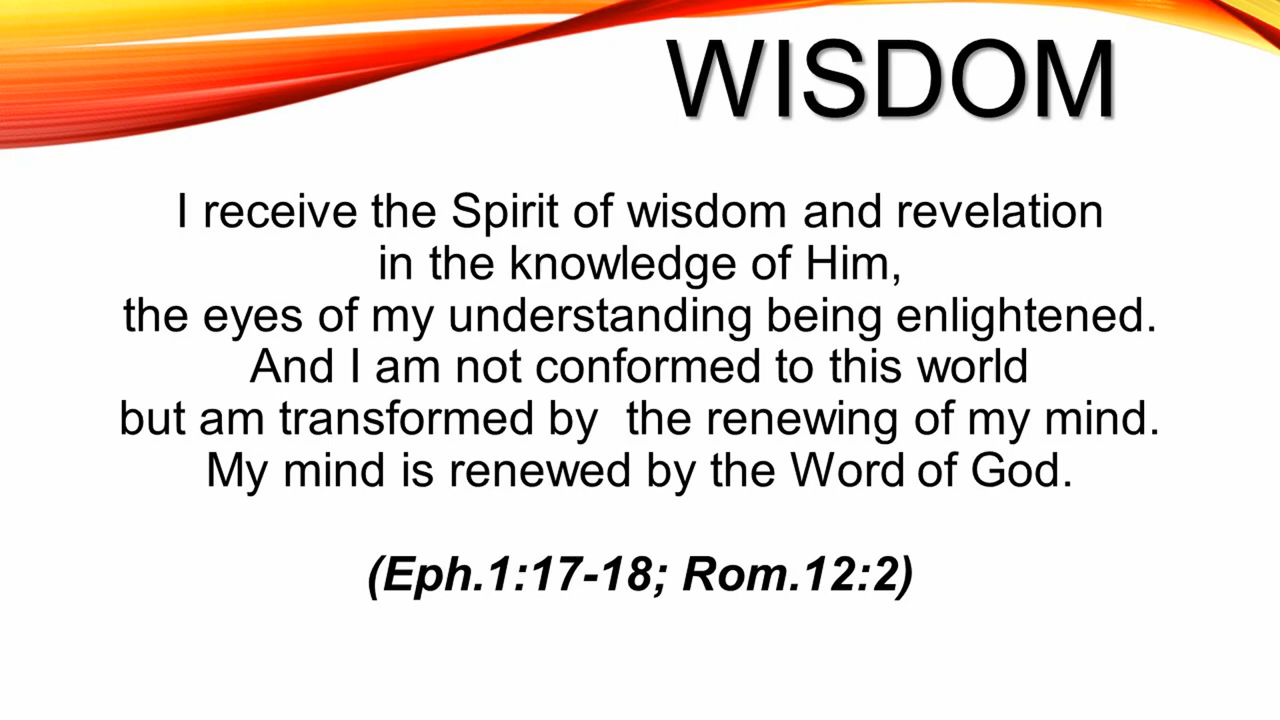 WISDOM
I receive the Spirit of wisdom and revelation
in the knowledge of Him,
the eyes of my understanding being enlightened.
And I am not conformed to this world
but am transformed by  the renewing of my mind.
My mind is renewed by the Word of God.
(Eph.1:17-18; Rom.12:2)